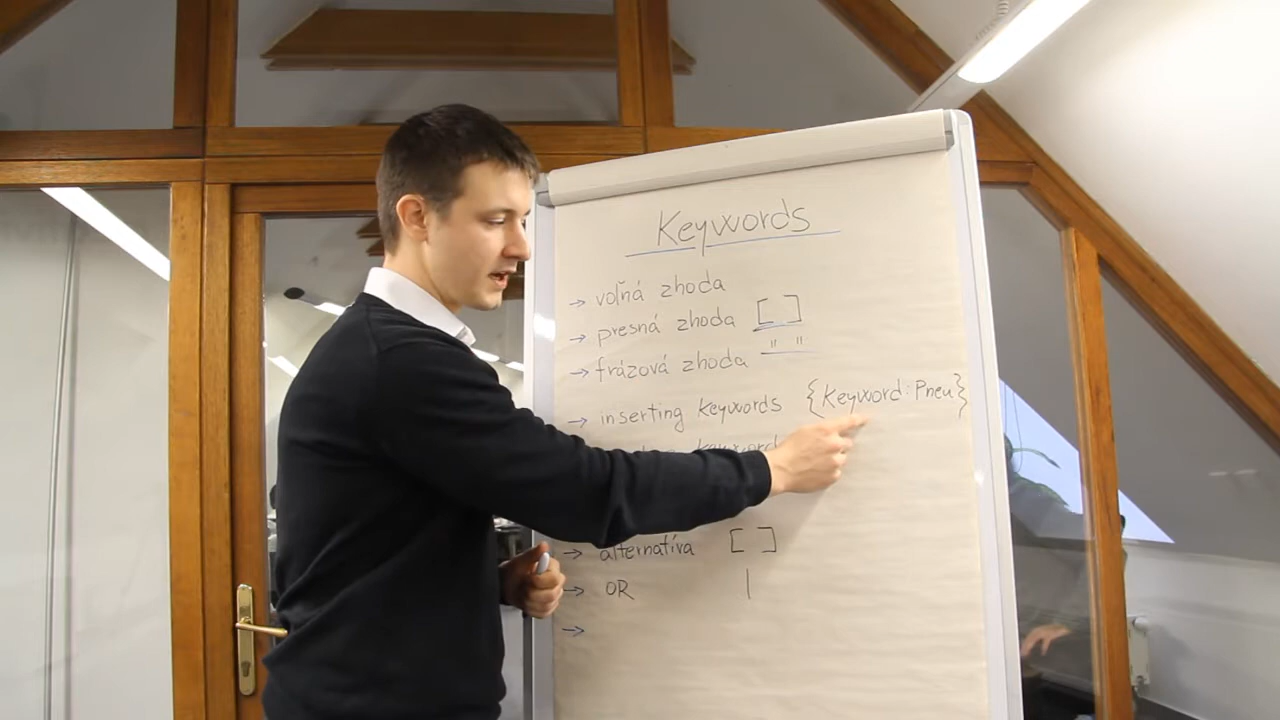 Keywords
→ voľná zhoda
→ presná zhoda [ ]
→ frázová zhoda " "
→ inserting keywords {Keyword: Pneu}
→ alternatíva [ ]
→ OR |
→